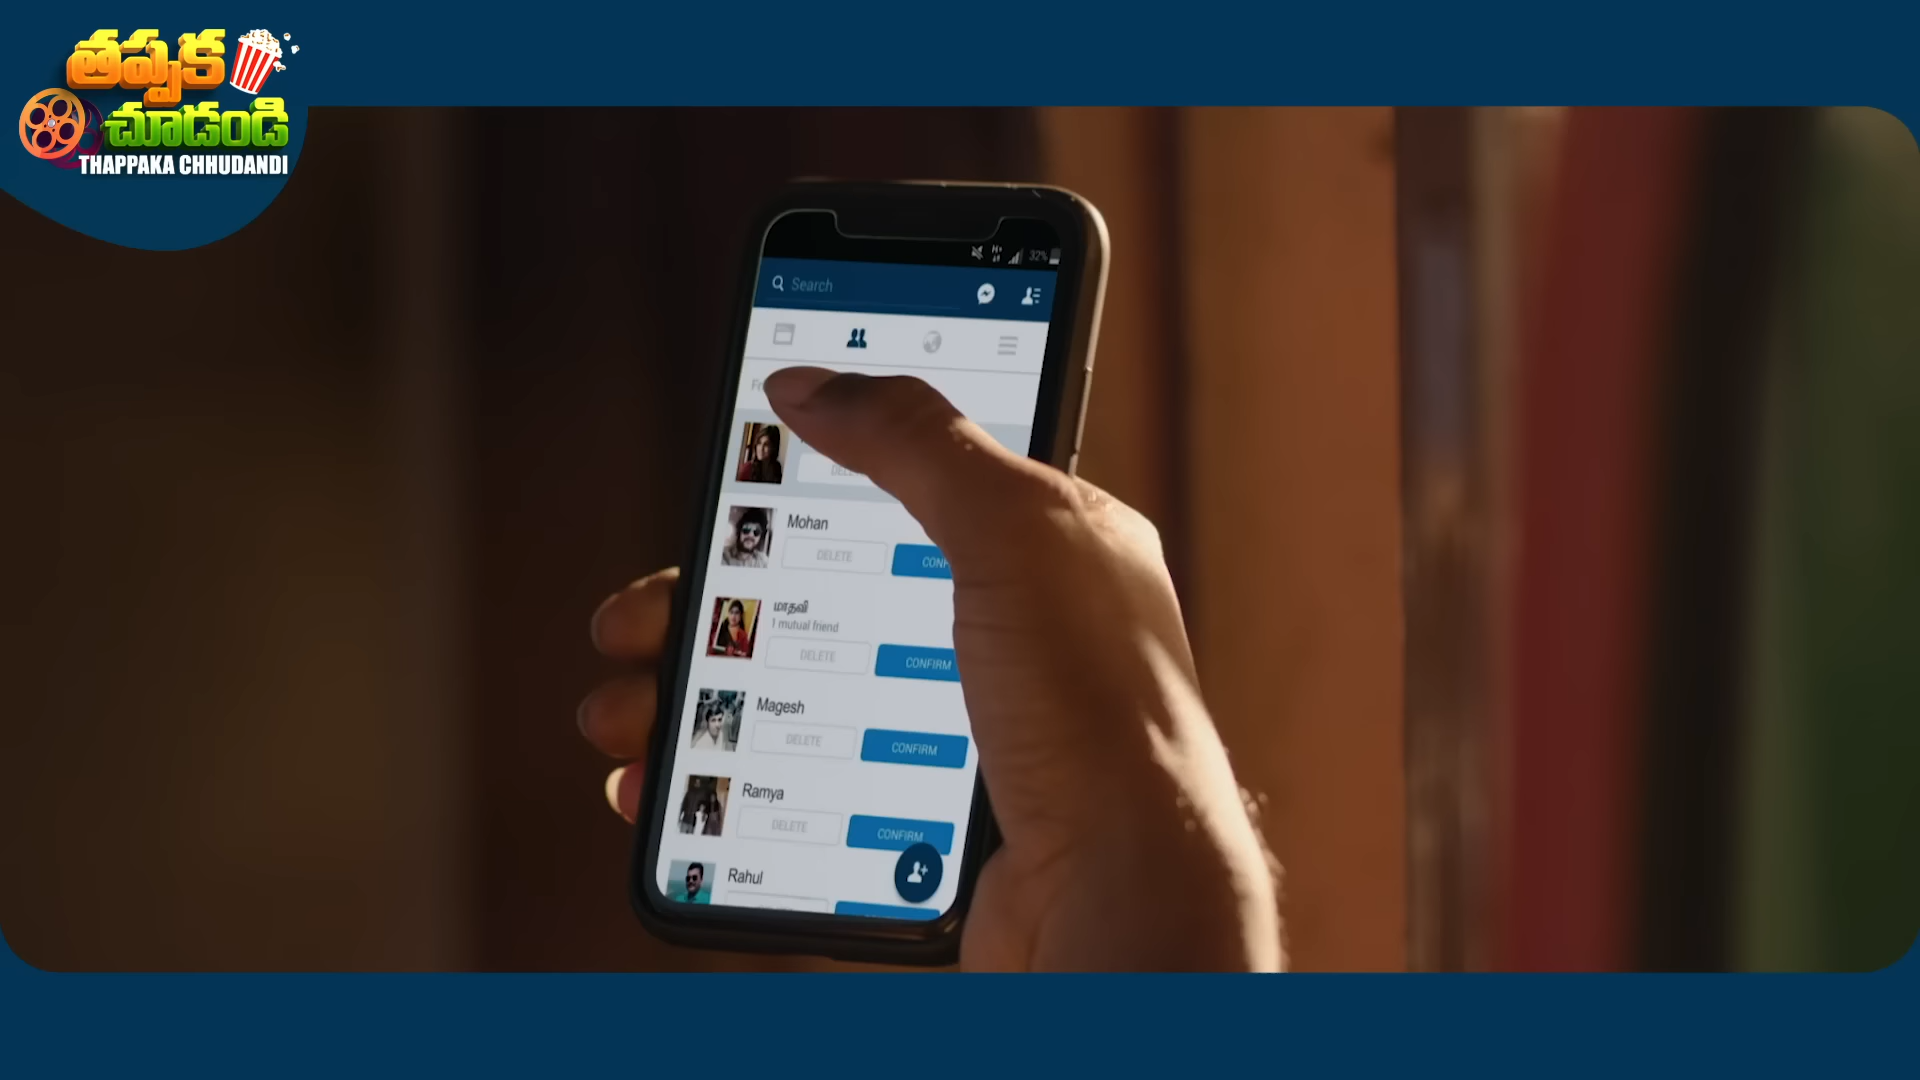 తప్పక
చూడండి
THAPPAKA CHHUDANDI
32%
Search
Mohan
DELETE
மாதவி
1 mutual friend
DELETE
CONFIRM
Magesh
DELETE
CONFIRM
Ramya
DELETE
CONFIRM
Rahul